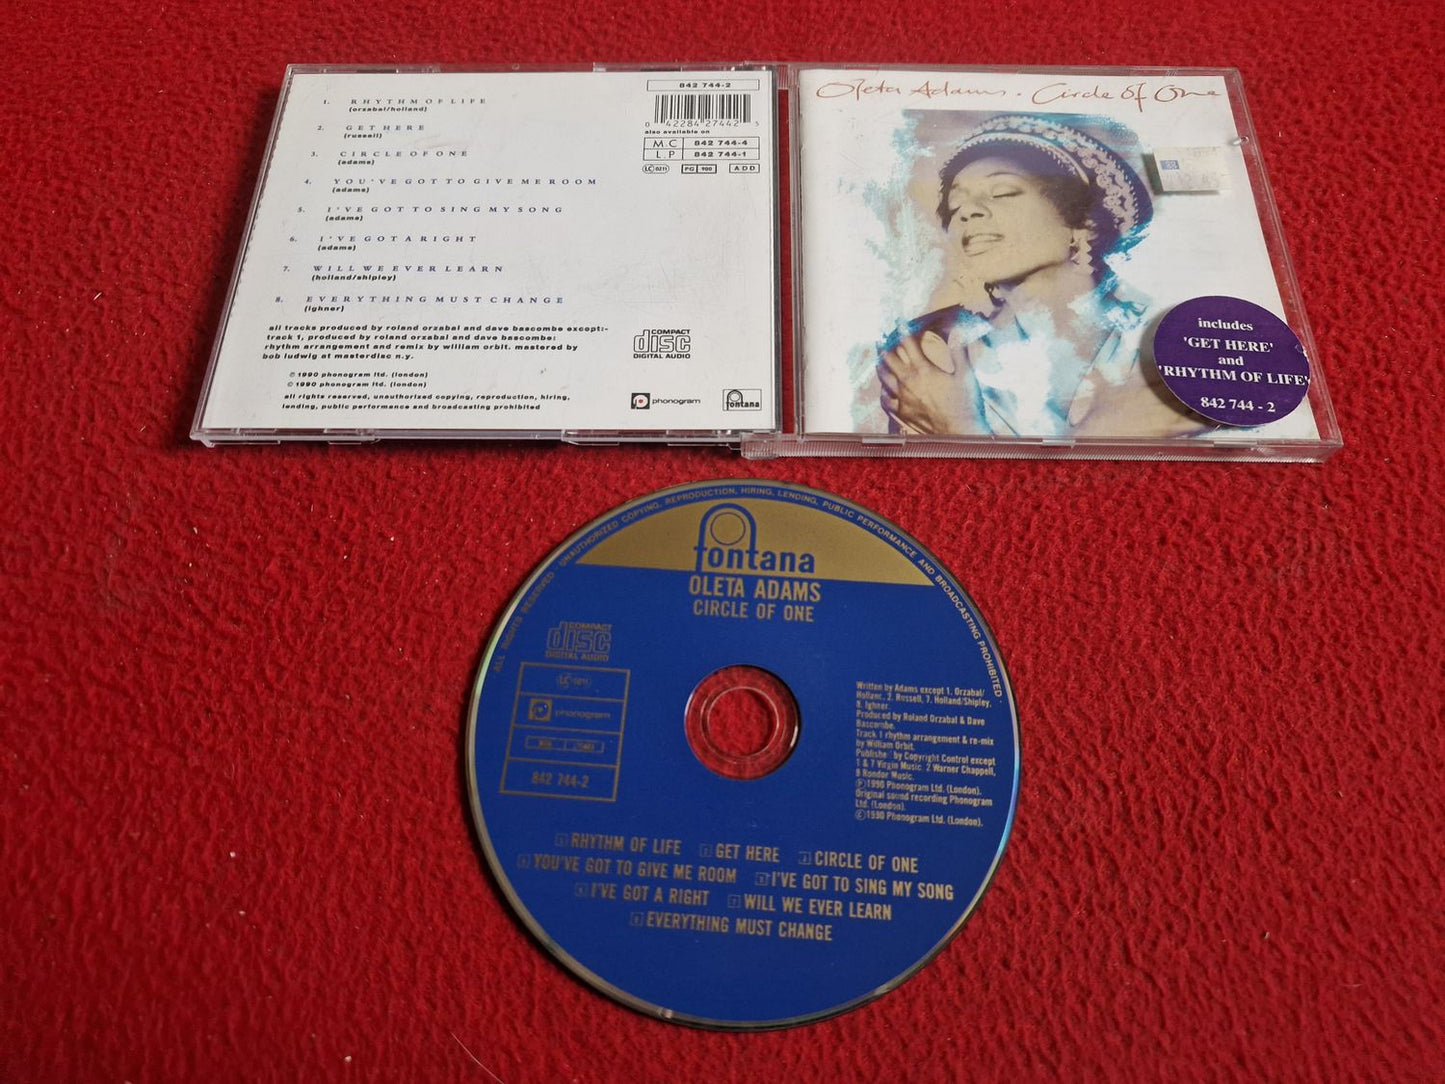 842 744-2
1. RHYTHM OF LIFE
(orzabal/holland)
2. GET HERE
(russell)
3. CIRCLE OF ONE
(adams)
4. YOU'VE GOT TO GIVE ME ROOM
(adams)
5. I'VE GOT TO SING MY SONG
(adams)
6. I'VE GOT A RIGHT
(adams)
7. WILL WE EVER LEARN
(holland/shipley)
8. EVERYTHING MUST CHANGE
(ighner)
0 42284 27442 5
also available on
M.C 842 744-4
L.P 842 744-1
LC 0211 PG 900 ADD
all tracks produced by roland orzabal and dave bascombe except:-
track 1, produced by roland orzabal and dave bascombe:
rhythm arrangement and remix by william orbit. mastered by
bob ludwig at masterdisc n.y.
COMPACT
disc
DIGITAL AUDIO
℗ 1990 phonogram ltd. (london)
© 1990 phonogram ltd. (london)
all rights reserved, unauthorized copying, reproduction, hiring,
lending, public performance and broadcasting prohibited
phonogram
fontana
Oleta Adams . Circle of One
includes
'GET HERE'
and
'RHYTHM OF LIFE'
842 744 - 2
ALL RIGHTS RESERVED · UNAUTHORIZED COPYING, REPRODUCTION, HIRING, LENDING, PUBLIC PERFORMANCE AND BROADCASTING PROHIBITED ·
fontana
OLETA ADAMS
CIRCLE OF ONE
COMPACT
disc
DIGITAL AUDIO
LC 0211
phonogram
842 744-2
Written by Adams except 1. Orzabal/
Holland, 2. Russell, 7. Holland/Shipley,
8. Ighner.
Produced by Roland Orzabal & Dave
Bascombe.
Track 1 rhythm arrangement & re-mix
by William Orbit.
Published by Copyright Control except
1 & 7 Virgin Music. 2 Warner Chappell,
8 Rondor Music.
℗1990 Phonogram Ltd. (London).
Original sound recording Phonogram
Ltd. (London).
©1990 Phonogram Ltd. (London).
1 RHYTHM OF LIFE 2 GET HERE 3 CIRCLE OF ONE
4 YOU'VE GOT TO GIVE ME ROOM 5 I'VE GOT TO SING MY SONG
6 I'VE GOT A RIGHT 7 WILL WE EVER LEARN
8 EVERYTHING MUST CHANGE